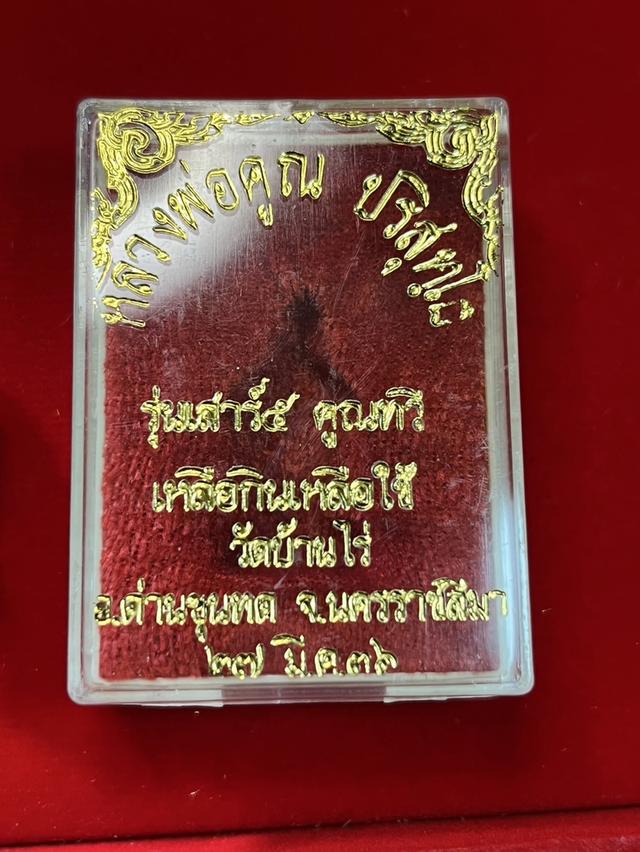 หลวงพ่อคูณ ปริสุทฺโธ
รุ่นเสาร์๕ คูณทวี
เหลือกินเหลือใช้
วัดบ้านไร่
อ.ด่านขุนทด จ.นครราชสีมา
๒๗ มี.ค.๓๖